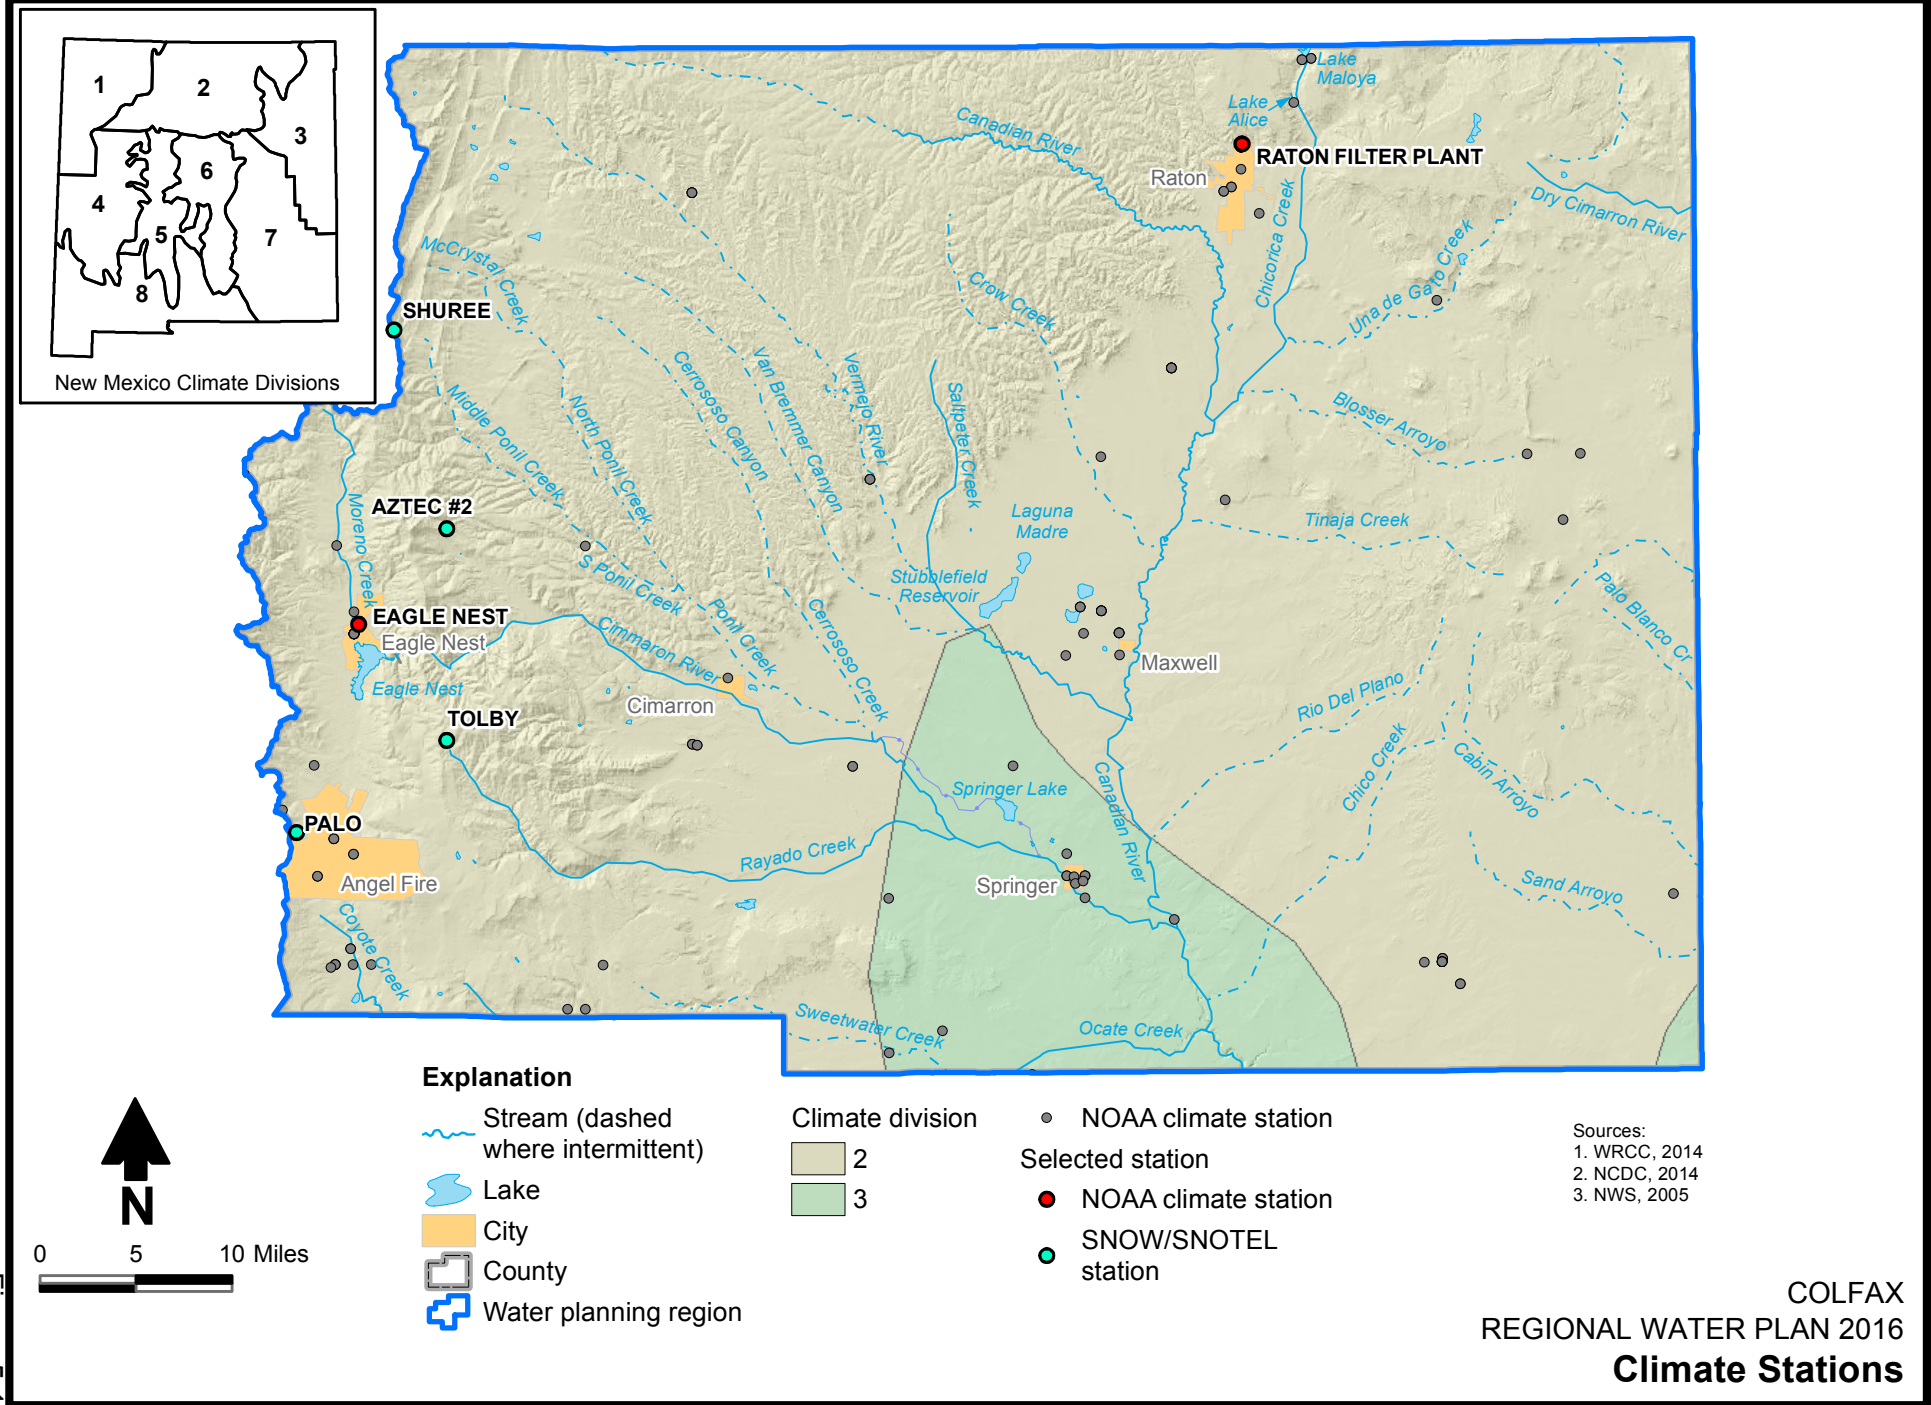 1
2
3
4
5
6
7
8
New Mexico Climate Divisions
Lake
Maloya
Lake
Alice
Canadian River
RATON FILTER PLANT
Raton
Chicorica Creek
Dry Cimarron River
Una de Gato Creek
McCrystal Creek
Crow Creek
SHUREE
Cerrososo Canyon
Van Bremmer Canyon
Vermejo River
Saltpeter Creek
Middle Ponil Creek
North Ponil Creek
Blosser Arroyo
AZTEC #2
Moreno Creek
Laguna
Madre
Tinaja Creek
S Ponil Creek
Stubblefield
Reservoir
Palo Blanco Cr
EAGLE NEST
Eagle Nest
Cimmaron River
Ponil Creek
Cerrososo Creek
Maxwell
Eagle Nest
Cimarron
Rio Del Plano
TOLBY
Chico Creek
Cabin Arroyo
Springer Lake
Canadian River
PALO
Rayado Creek
Angel Fire
Springer
Sand Arroyo
Coyote Creek
Sweetwater Creek
Ocate Creek
Explanation
Stream (dashed
where intermittent)
Lake
City
County
Water planning region
Climate division
2
3
NOAA climate station
Selected station
NOAA climate station
SNOW/SNOTEL
station
Sources:
1. WRCC, 2014
2. NCDC, 2014
3. NWS, 2005
N
0 5 10 Miles
COLFAX
REGIONAL WATER PLAN 2016
Climate Stations